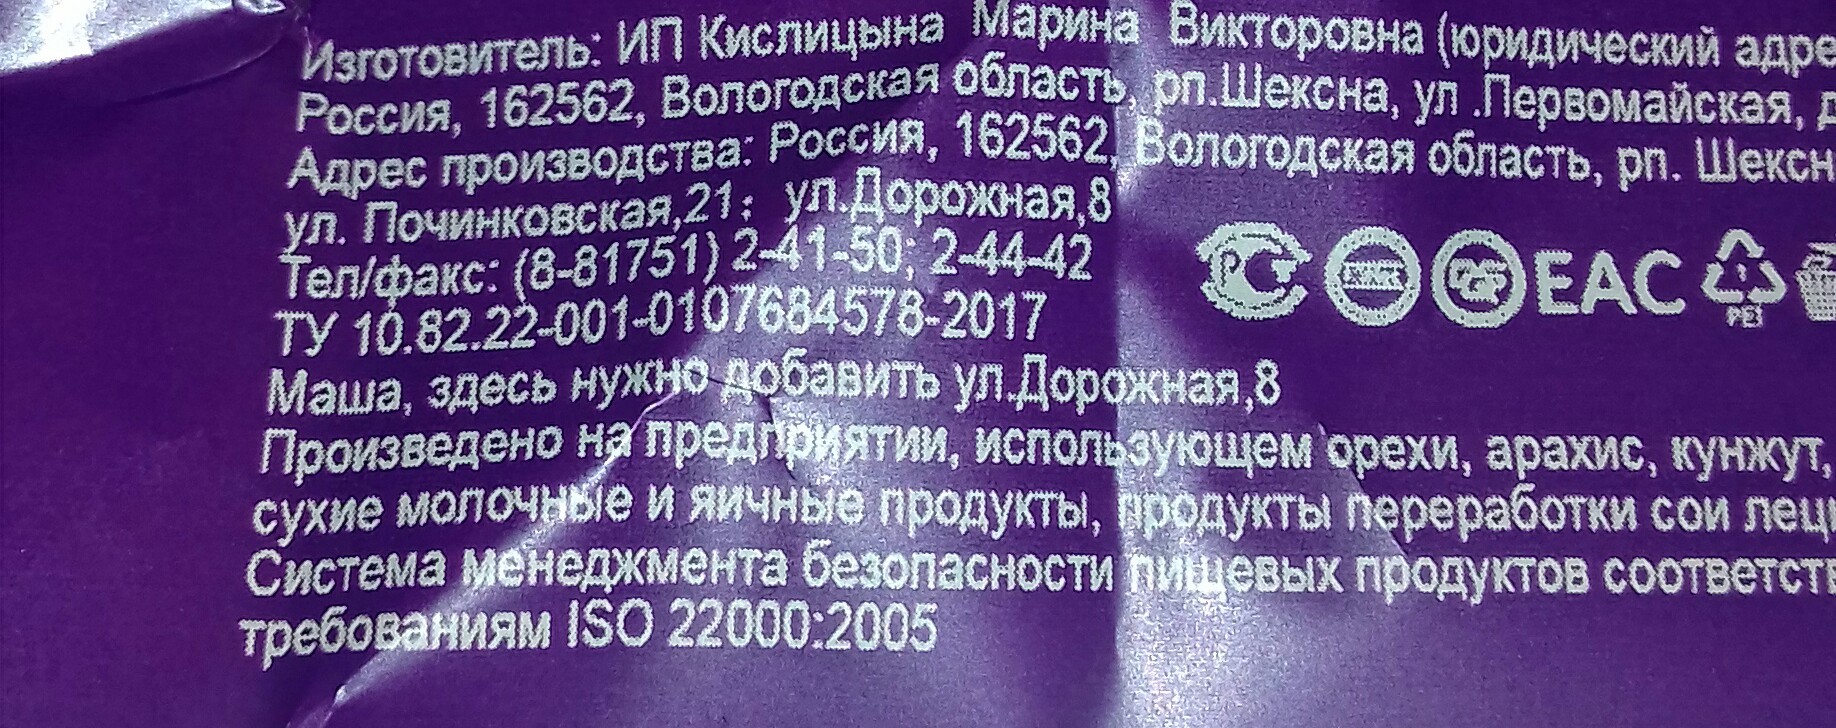 Изготовитель: ИП Кислицына Марина Викторовна (юридический адре
Россия, 162562, Вологодская область, рп.Шексна, ул .Первомайская, д
Адрес производства: Россия, 162562, Вологодская область, рп. Шексн
ул. Починковская,21; ул.Дорожная,8
Тел/факс: (8-81751) 2-41-50; 2-44-42
ТУ 10.82.22-001-0107684578-2017
РСТ EAC
Маша, здесь нужно добавить ул.Дорожная,8
Произведено на предприятии, использующем орехи, арахис, кунжут,
сухие молочные и яичные продукты, продукты переработки сои лец
Система менеджмента безопасности пищевых продуктов соответств
требованиям ISO 22000:2005